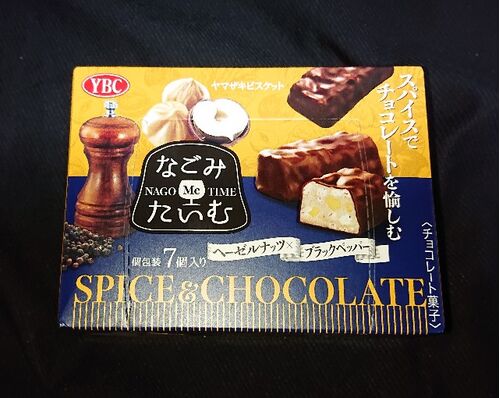 YBC
ヤマザキビスケット
スパイスで
チョコレートを愉しむ
なごみ
NAGO Me TIME
たいむ
個包装 7個入り
ヘーゼルナッツ×
ブラックペッパー
SPICE & CHOCOLATE
〈チョコレート菓子〉